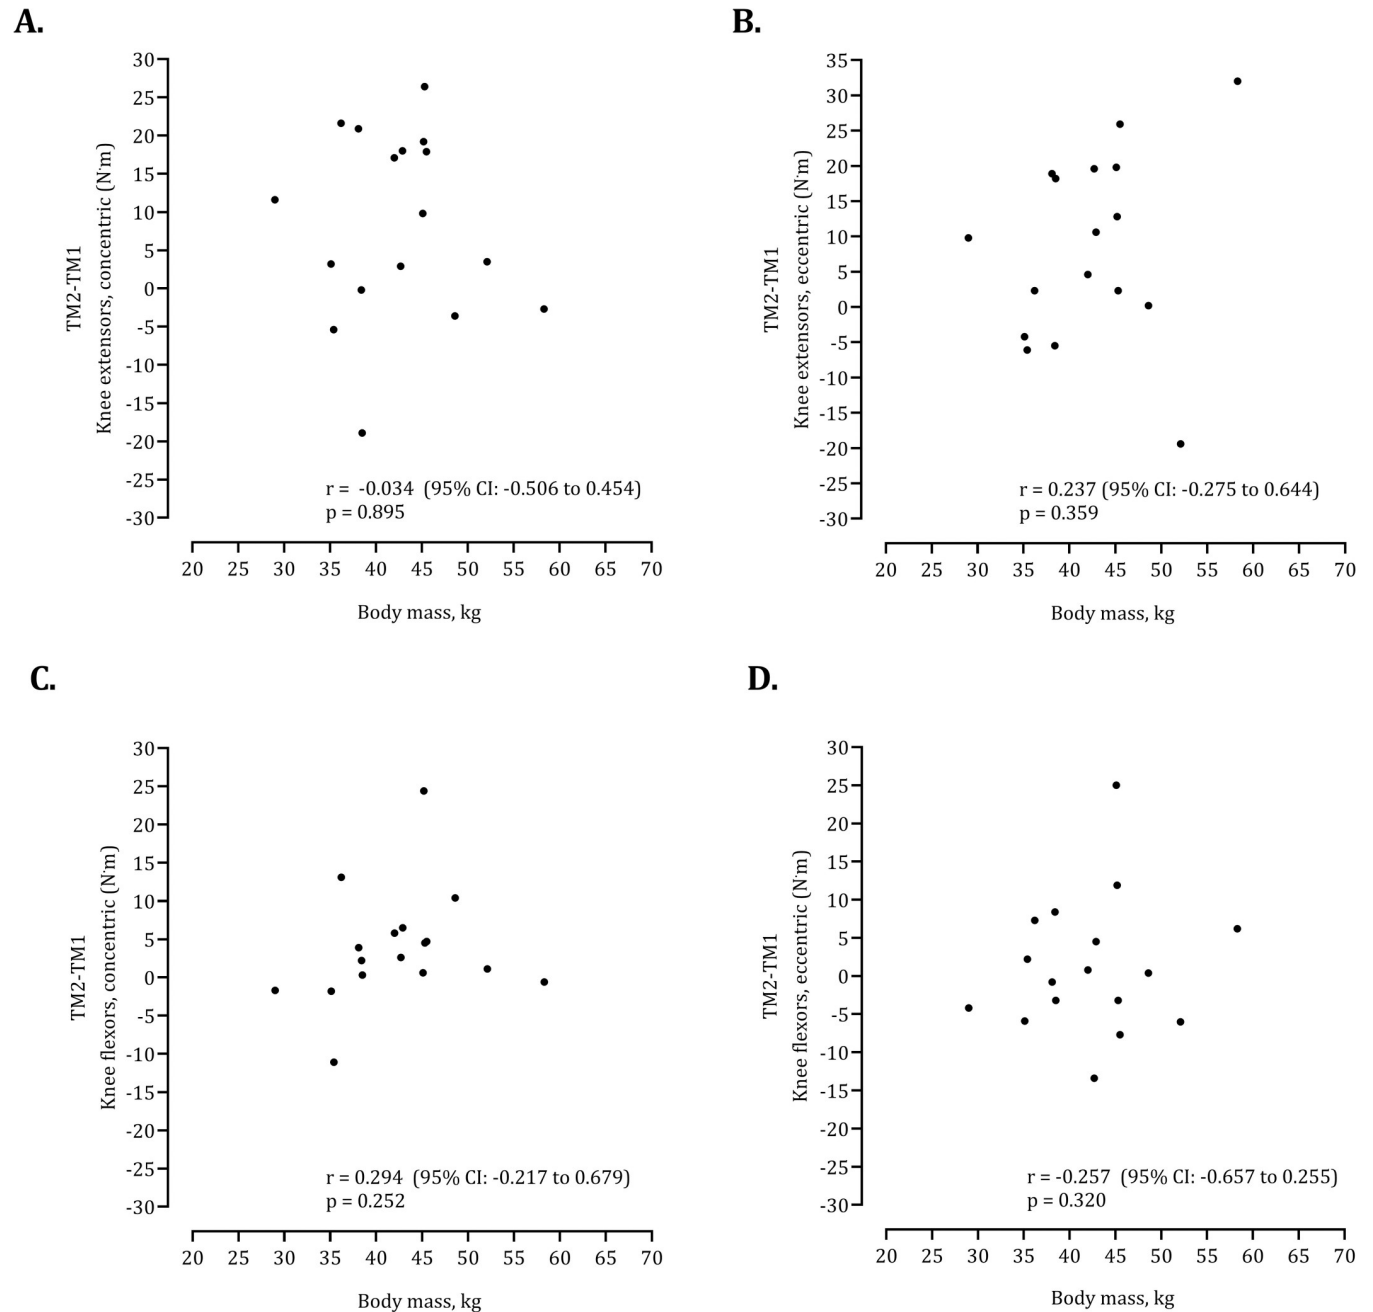 A.
TM2-TM1
Knee extensors, concentric (N·m)
30
25
20
15
10
5
0
-5
-10
-15
-20
-25
-30
r = -0.034 (95% CI: -0.506 to 0.454)
p = 0.895
20 25 30 35 40 45 50 55 60 65 70
Body mass, kg
B.
TM2-TM1
Knee extensors, eccentric (N·m)
35
30
25
20
15
10
5
0
-5
-10
-15
-20
-25
-30
r = 0.237 (95% CI: -0.275 to 0.644)
p = 0.359
20 25 30 35 40 45 50 55 60 65 70
Body mass, kg
C.
TM2-TM1
Knee flexors, concentric (N·m)
30
25
20
15
10
5
0
-5
-10
-15
-20
-25
-30
r = 0.294 (95% CI: -0.217 to 0.679)
p = 0.252
20 25 30 35 40 45 50 55 60 65 70
Body mass, kg
D.
TM2-TM1
Knee flexors, eccentric (N·m)
30
25
20
15
10
5
0
-5
-10
-15
-20
-25
-30
r = -0.257 (95% CI: -0.657 to 0.255)
p = 0.320
20 25 30 35 40 45 50 55 60 65 70
Body mass, kg